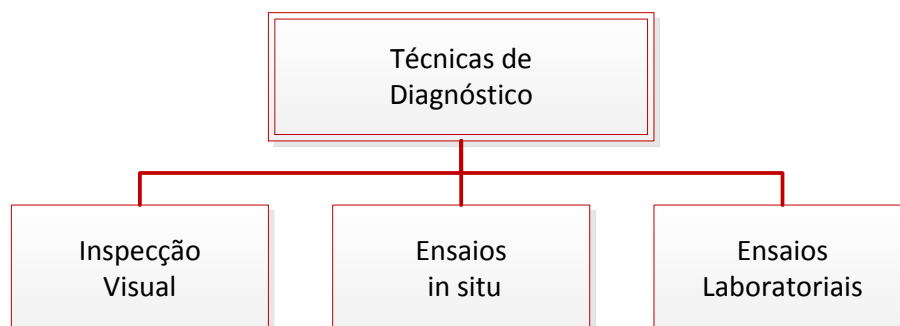 Técnicas de
Diagnóstico
Inspecção
Visual
Ensaios
in situ
Ensaios
Laboratoriais